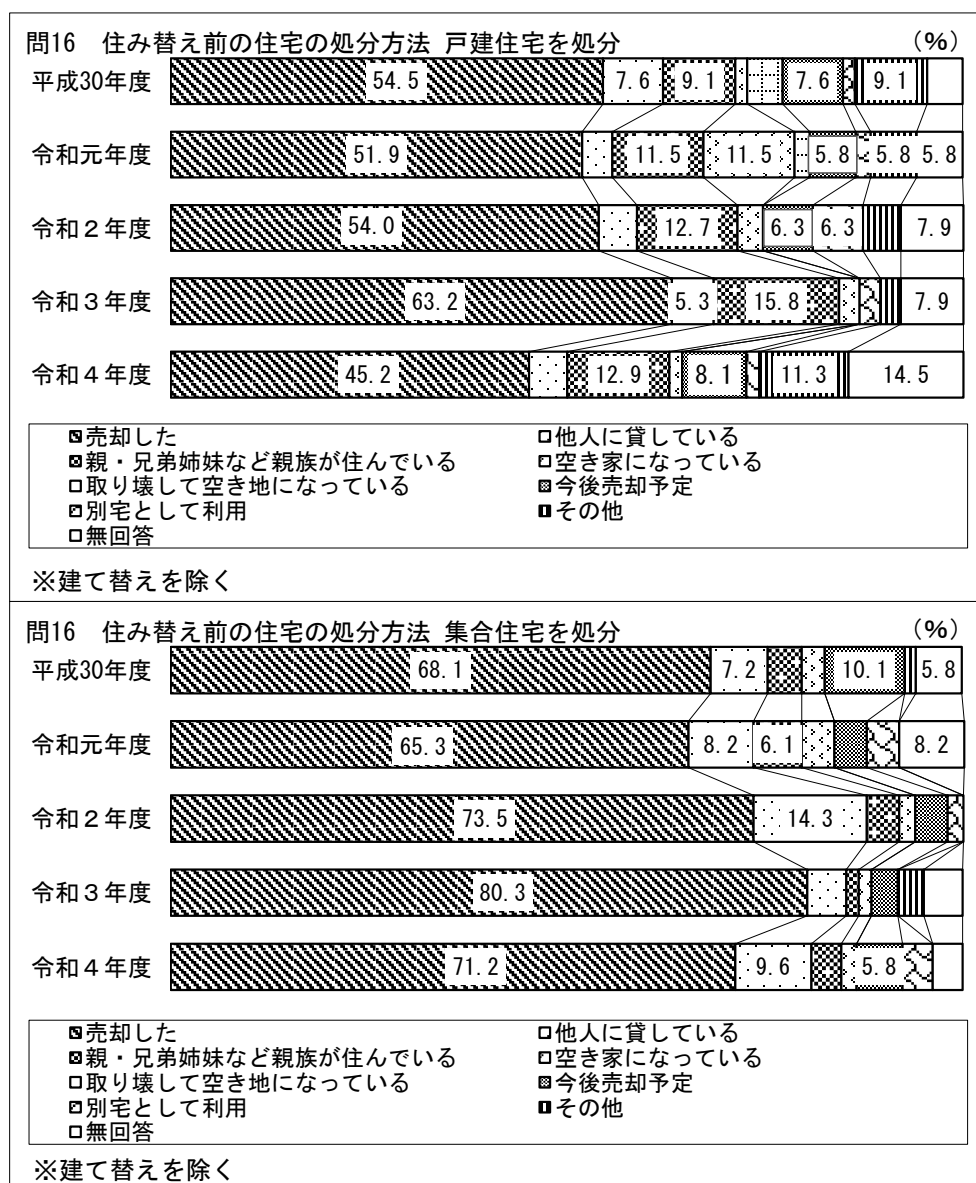 問16 住み替え前の住宅の処分方法 戸建住宅を処分 (%)
平成30年度 54.5 7.6 9.1 7.6 9.1
令和元年度 51.9 11.5 11.5 5.8 5.8 5.8
令和２年度 54.0 12.7 6.3 6.3 7.9
令和３年度 63.2 5.3 15.8 7.9
令和４年度 45.2 12.9 8.1 11.3 14.5
売却した 他人に貸している
親・兄弟姉妹など親族が住んでいる 空き家になっている
取り壊して空き地になっている 今後売却予定
別宅として利用 その他
無回答
※建て替えを除く
問16 住み替え前の住宅の処分方法 集合住宅を処分 (%)
平成30年度 68.1 7.2 10.1 5.8
令和元年度 65.3 8.2 6.1 8.2
令和２年度 73.5 14.3
令和３年度 80.3
令和４年度 71.2 9.6 5.8
売却した 他人に貸している
親・兄弟姉妹など親族が住んでいる 空き家になっている
取り壊して空き地になっている 今後売却予定
別宅として利用 その他
無回答
※建て替えを除く